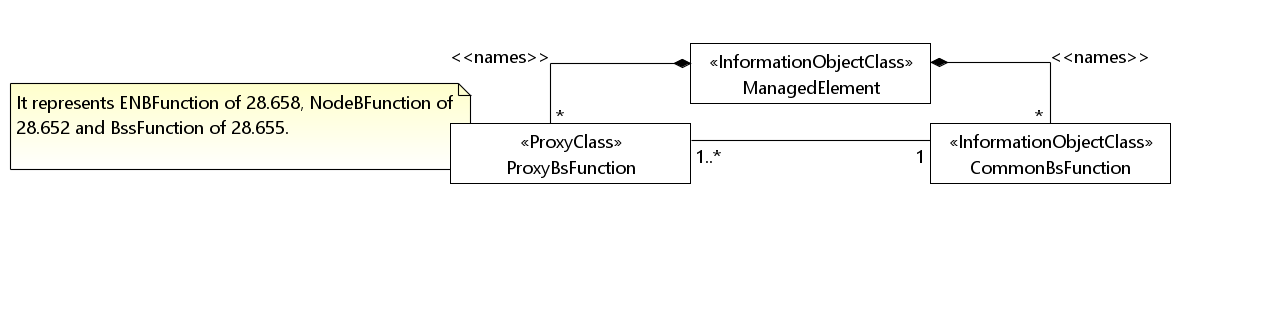 <<names>>
«InformationObjectClass»
ManagedElement
<<names>>
It represents ENBFunction of 28.658, NodeBFunction of
28.652 and BssFunction of 28.655.
*
*
«ProxyClass»
ProxyBsFunction
1..*
1
«InformationObjectClass»
CommonBsFunction